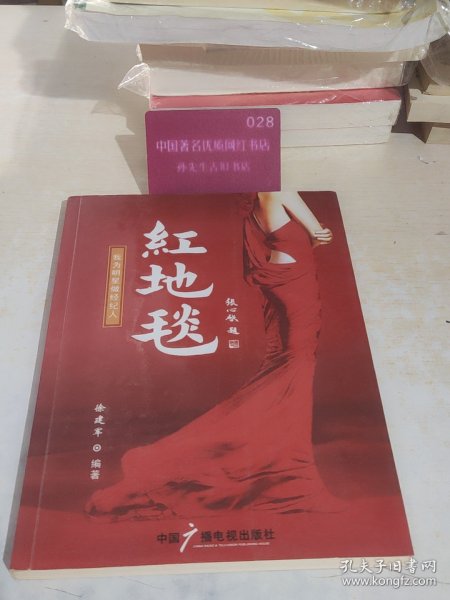 028
中国著名优质网红书店
孙先生古旧书店
紅地毯
我为明星做经纪人
张心敏题
徐建军◎编著
中国广播电视出版社
孔夫子旧书网
www.kongfz.com